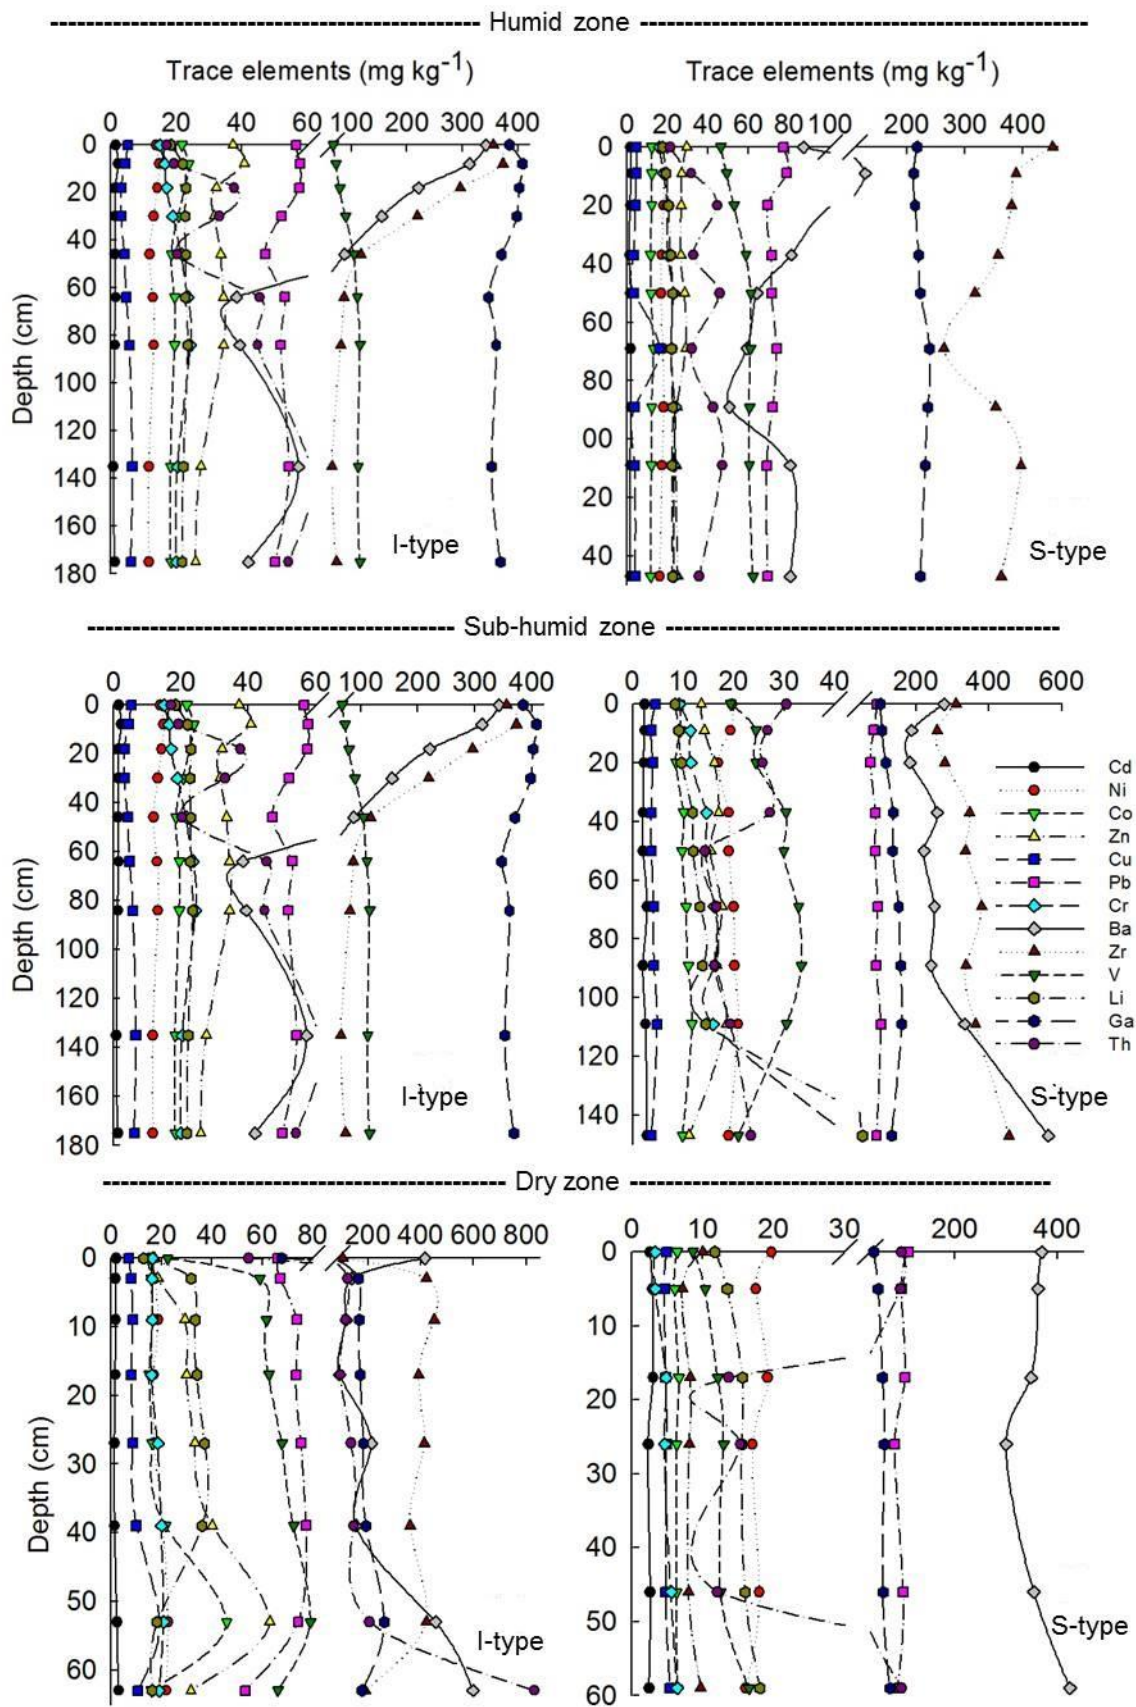 Humid zone
Trace elements (mg kg-1)
Trace elements (mg kg-1)
0 20 40 60 100 200 300 400
0 20 40 60 80 100 200 400
Depth (cm)
0
20
40
60
80
100
120
140
160
180
I-type
0
20
40
60
80
00
20
40
S-type
Sub-humid zone
0 20 40 60 100 200 300 400
0 10 20 30 40 200 400 600
Depth (cm)
0
20
40
60
80
100
120
140
160
180
I-type
0
20
40
60
80
100
120
140
S-type
Cd
Ni
Co
Zn
Cu
Pb
Cr
Ba
Zr
V
Li
Ga
Th
Dry zone
0 20 40 60 80 200 400 600 800
0 10 20 30 200 400
Depth (cm)
0
10
20
30
40
50
60
I-type
0
10
20
30
40
50
60
S-type